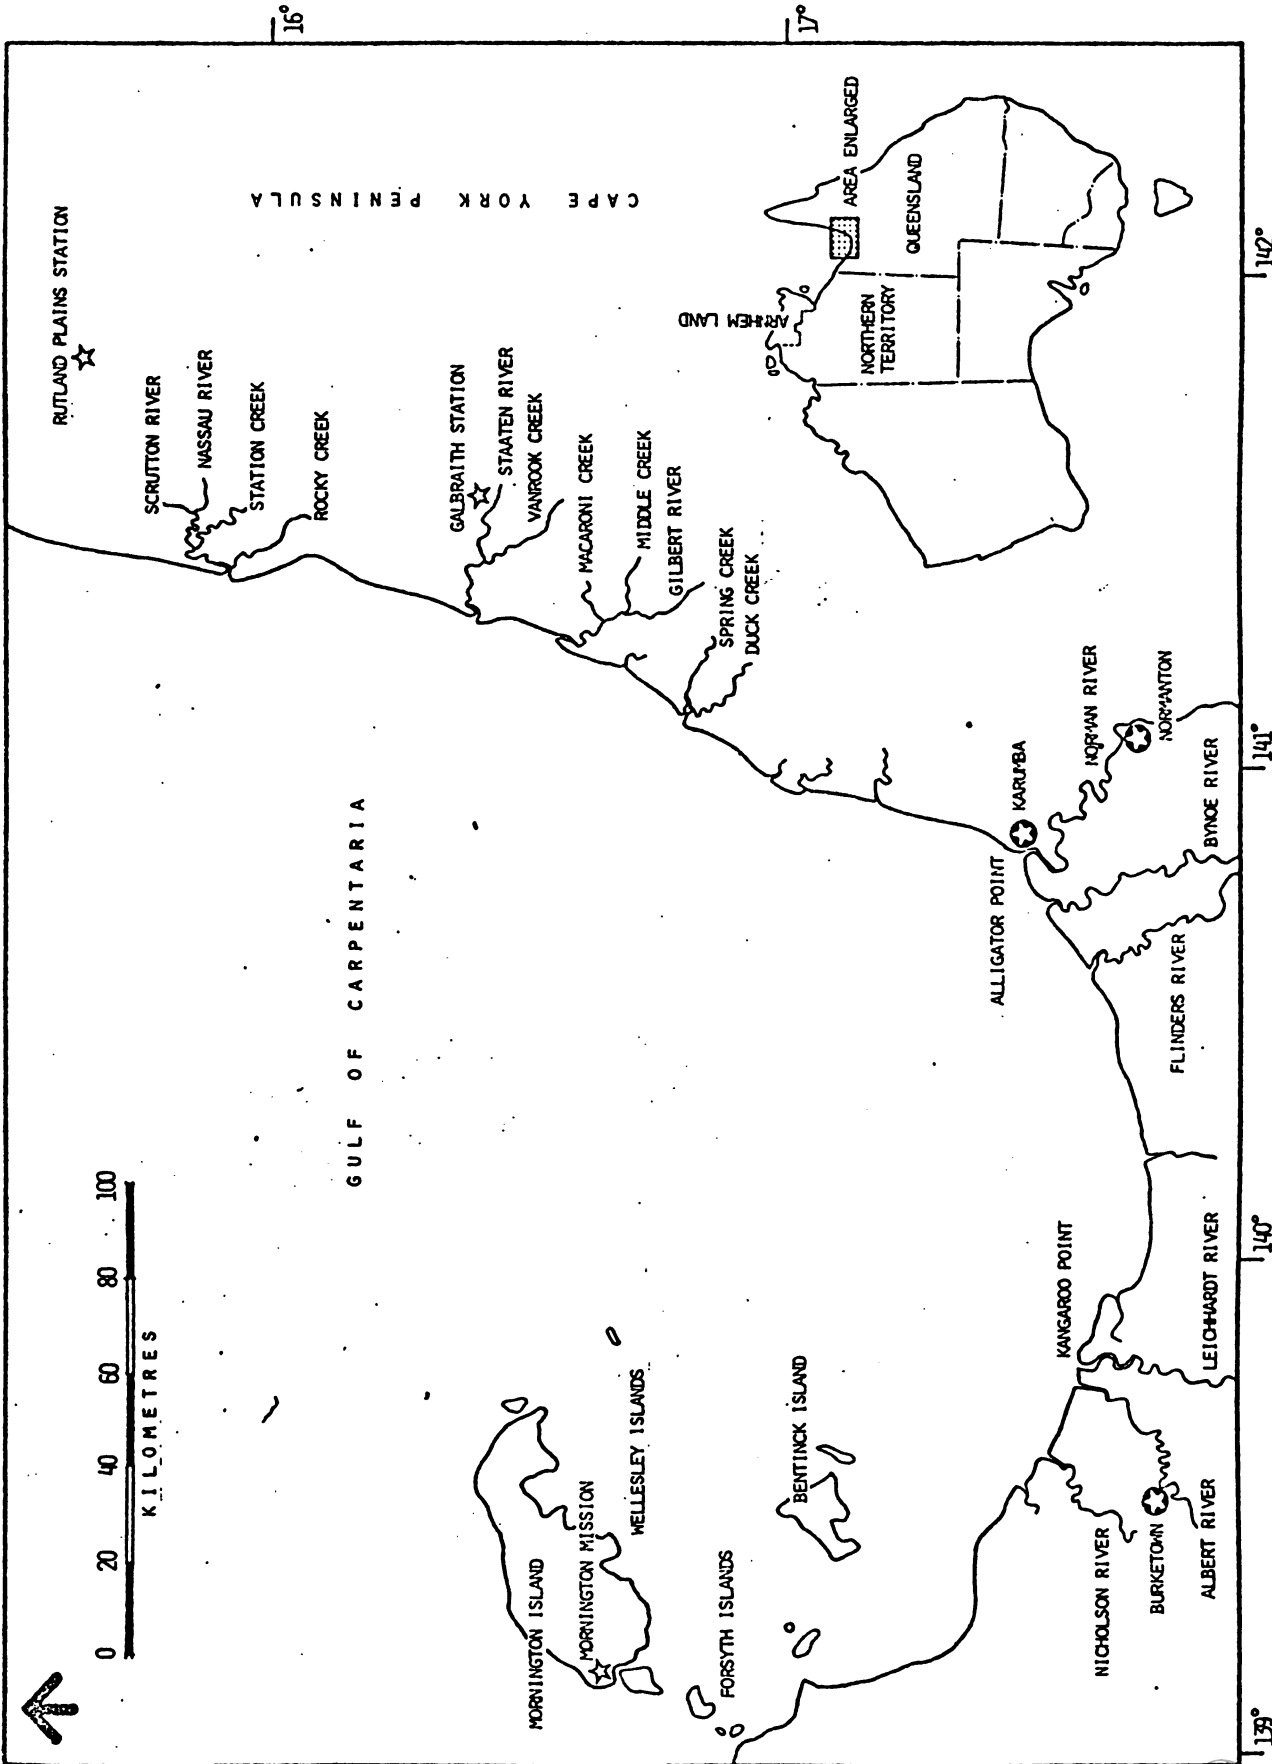 0 20 40 60 80 100
KILOMETRES
RUTLAND PLAINS STATION
SCRUTTON RIVER
NASSAU RIVER
STATION CREEK
ROCKY CREEK
CAPE YORK PENINSULA
16°
GULF OF CARPENTARIA
GALBRAITH STATION
STAATEN RIVER
VANROOK CREEK
MACARONI CREEK
MIDDLE CREEK
GILBERT RIVER
SPRING CREEK
DUCK CREEK
MORNINGTON ISLAND
MORNINGTON MISSION
WELLESLEY ISLANDS
FORSYTH ISLANDS
BENTINCK ISLAND
17°
ARNHEM LAND
AREA ENLARGED
NORTHERN
TERRITORY
QUEENSLAND
ALLIGATOR POINT
KARUMBA
NORMAN RIVER
NORMANTON
KANGAROO POINT
NICHOLSON RIVER
BURKETOWN
ALBERT RIVER
LEICHHARDT RIVER
FLINDERS RIVER
BYNOE RIVER
139°
140°
141°
142°